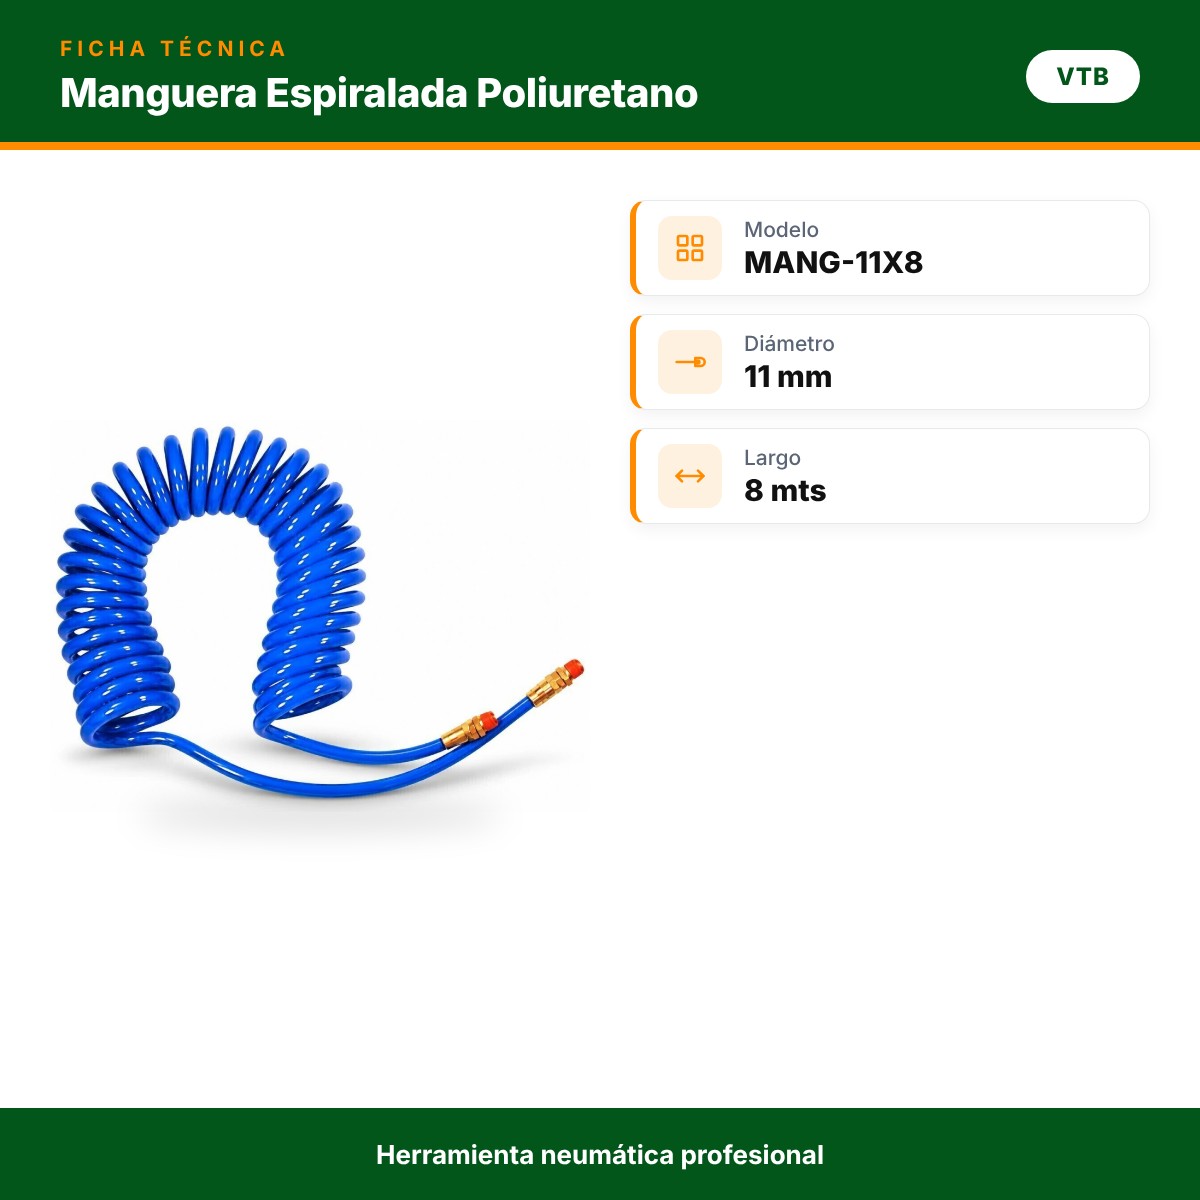 FICHA TÉCNICA
Manguera Espiralada Poliuretano
VTB
Modelo
MANG-11X8
Diámetro
11 mm
Largo
8 mts
Herramienta neumática profesional